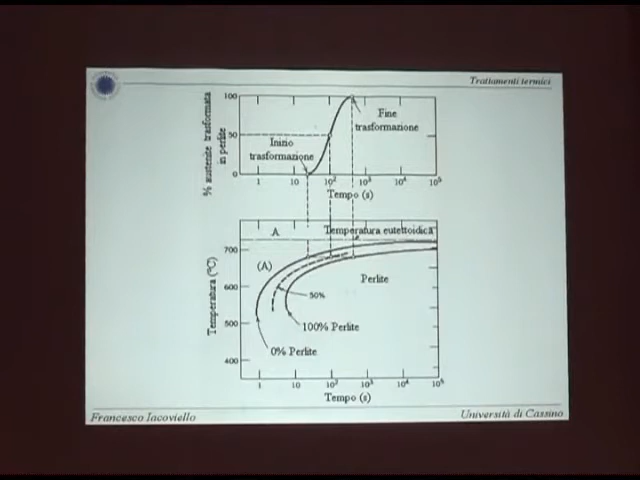 Trattamenti termici
% austenite trasformata
in perlite
100
50
0
Inizio
trasformazione
Fine
trasformazione
1 10 10² 10³ 10⁴ 10⁵
Tempo (s)
Temperatura (°C)
700
600
500
400
A
Temperatura eutettoidica
(A)
Perlite
50%
100% Perlite
0% Perlite
1 10 10² 10³ 10⁴ 10⁵
Tempo (s)
Francesco Iacoviello
Università di Cassino